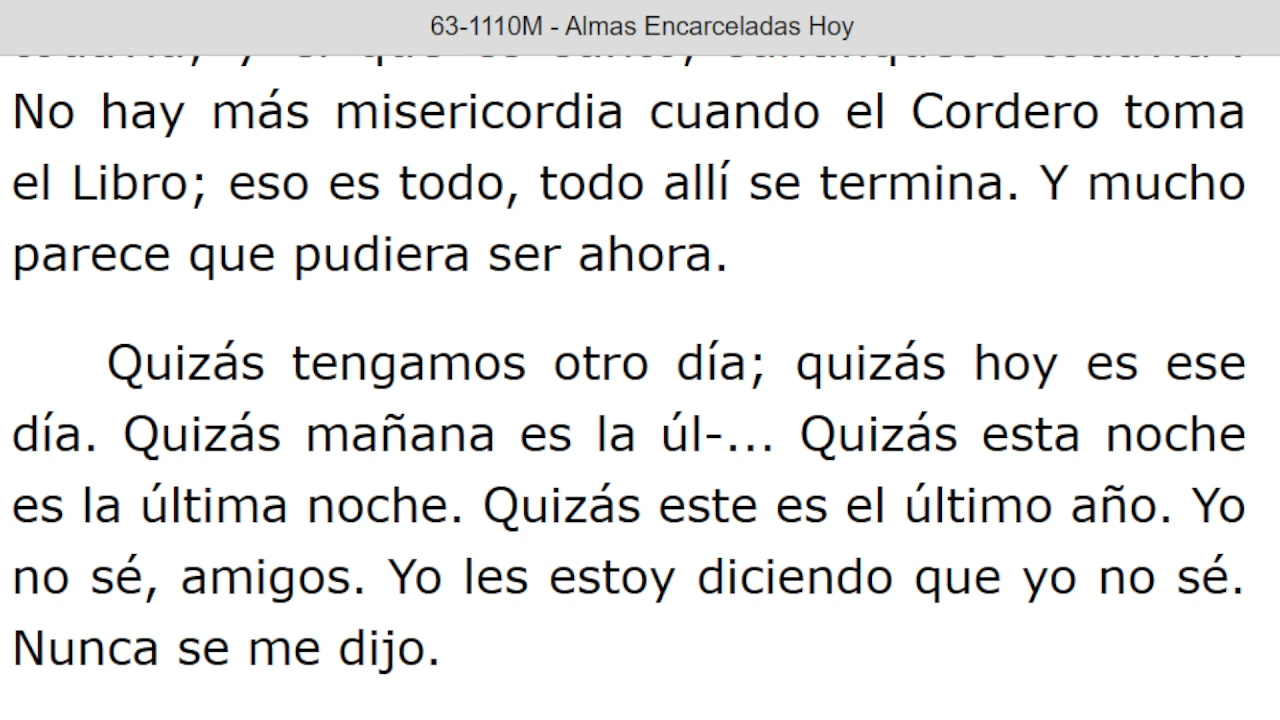 63-1110M - Almas Encarceladas Hoy
No hay más misericordia cuando el Cordero toma
el Libro; eso es todo, todo allí se termina. Y mucho
parece que pudiera ser ahora.
Quizás tengamos otro día; quizás hoy es ese
día. Quizás mañana es la úl-... Quizás esta noche
es la última noche. Quizás este es el último año. Yo
no sé, amigos. Yo les estoy diciendo que yo no sé.
Nunca se me dijo.